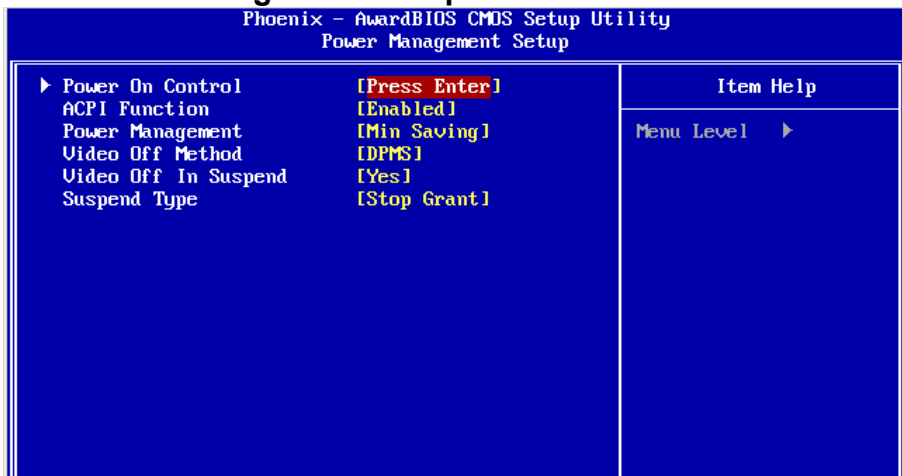 Phoenix - AwardBIOS CMOS Setup Utility
Power Management Setup
Power On Control [Press Enter]
ACPI Function [Enabled]
Power Management [Min Saving]
Video Off Method [DPMS]
Video Off In Suspend [Yes]
Suspend Type [Stop Grant]
Item Help
Menu Level